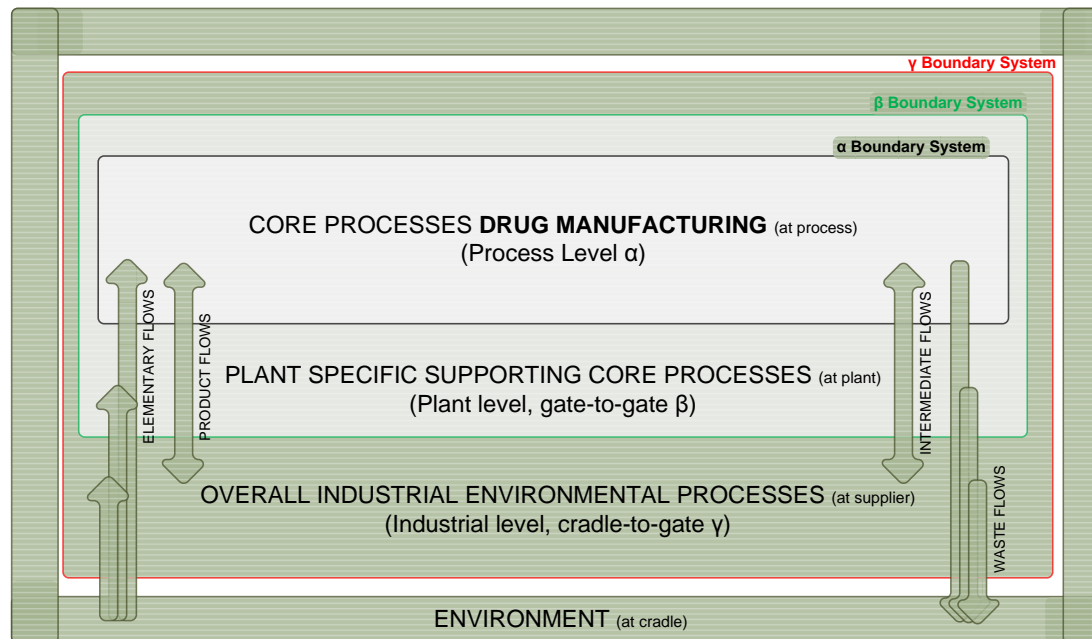 γ Boundary System
β Boundary System
α Boundary System
CORE PROCESSES DRUG MANUFACTURING (at process)
(Process Level α)
ELEMENTARY FLOWS
PRODUCT FLOWS
INTERMEDIATE FLOWS
PLANT SPECIFIC SUPPORTING CORE PROCESSES (at plant)
(Plant level, gate-to-gate β)
OVERALL INDUSTRIAL ENVIRONMENTAL PROCESSES (at supplier)
(Industrial level, cradle-to-gate γ)
WASTE FLOWS
ENVIRONMENT (at cradle)